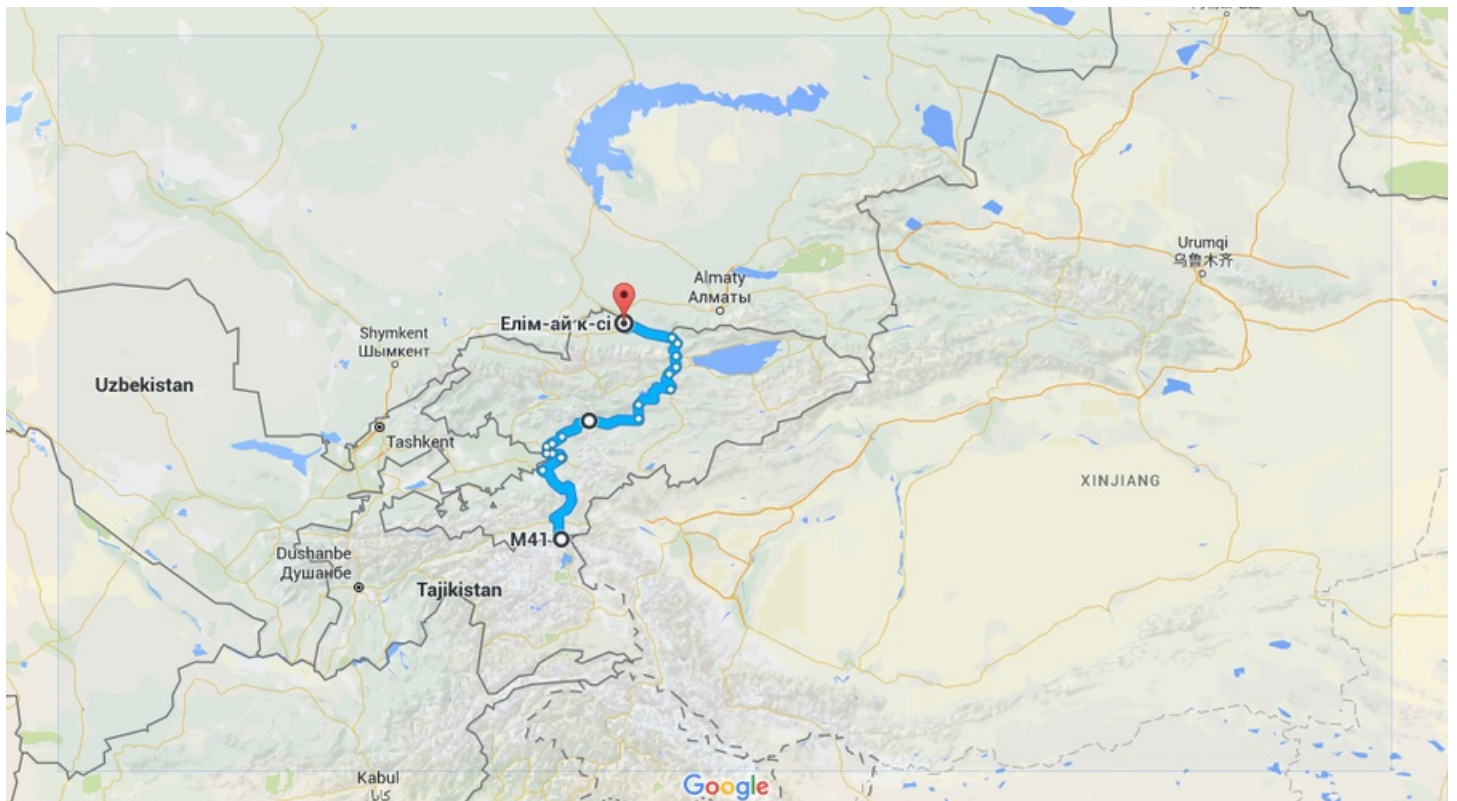 Urumqi
乌鲁木齐
Almaty
Алматы
Елім-ай к-сі
Shymkent
Шымкент
Uzbekistan
Tashkent
XINJIANG
M41
Dushanbe
Душанбе
Tajikistan
Kabul
Google